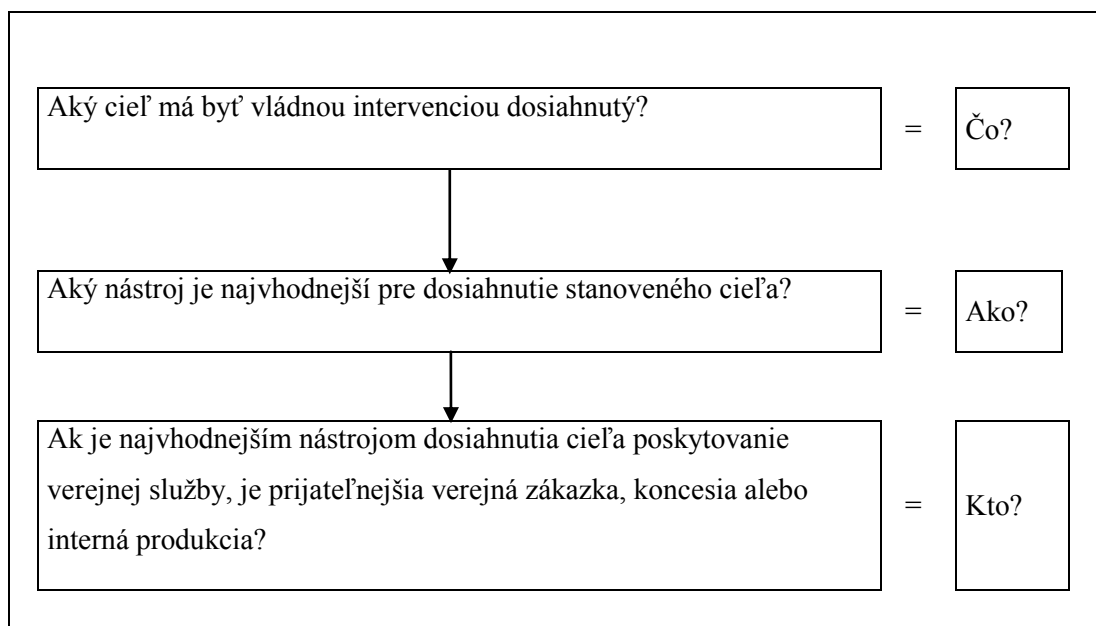 Aký cieľ má byť vládnou intervenciou dosiahnutý?
=
Čo?
Aký nástroj je najvhodnejší pre dosiahnutie stanoveného cieľa?
=
Ako?
Ak je najvhodnejším nástrojom dosiahnutia cieľa poskytovanie
verejnej služby, je prijateľnejšia verejná zákazka, koncesia alebo
interná produkcia?
=
Kto?